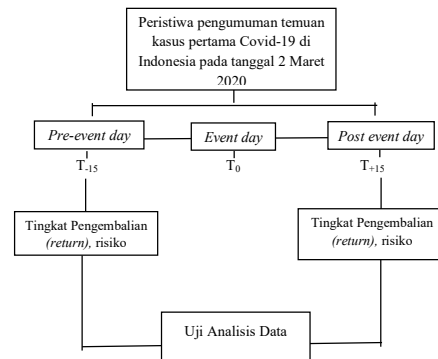 Peristiwa pengumuman temuan
kasus pertama Covid-19 di
Indonesia pada tanggal 2 Maret
2020
Pre-event day
Event day
Post event day
T-15
T0
T+15
Tingkat Pengembalian
(return), risiko
Tingkat Pengembalian
(return), risiko
Uji Analisis Data